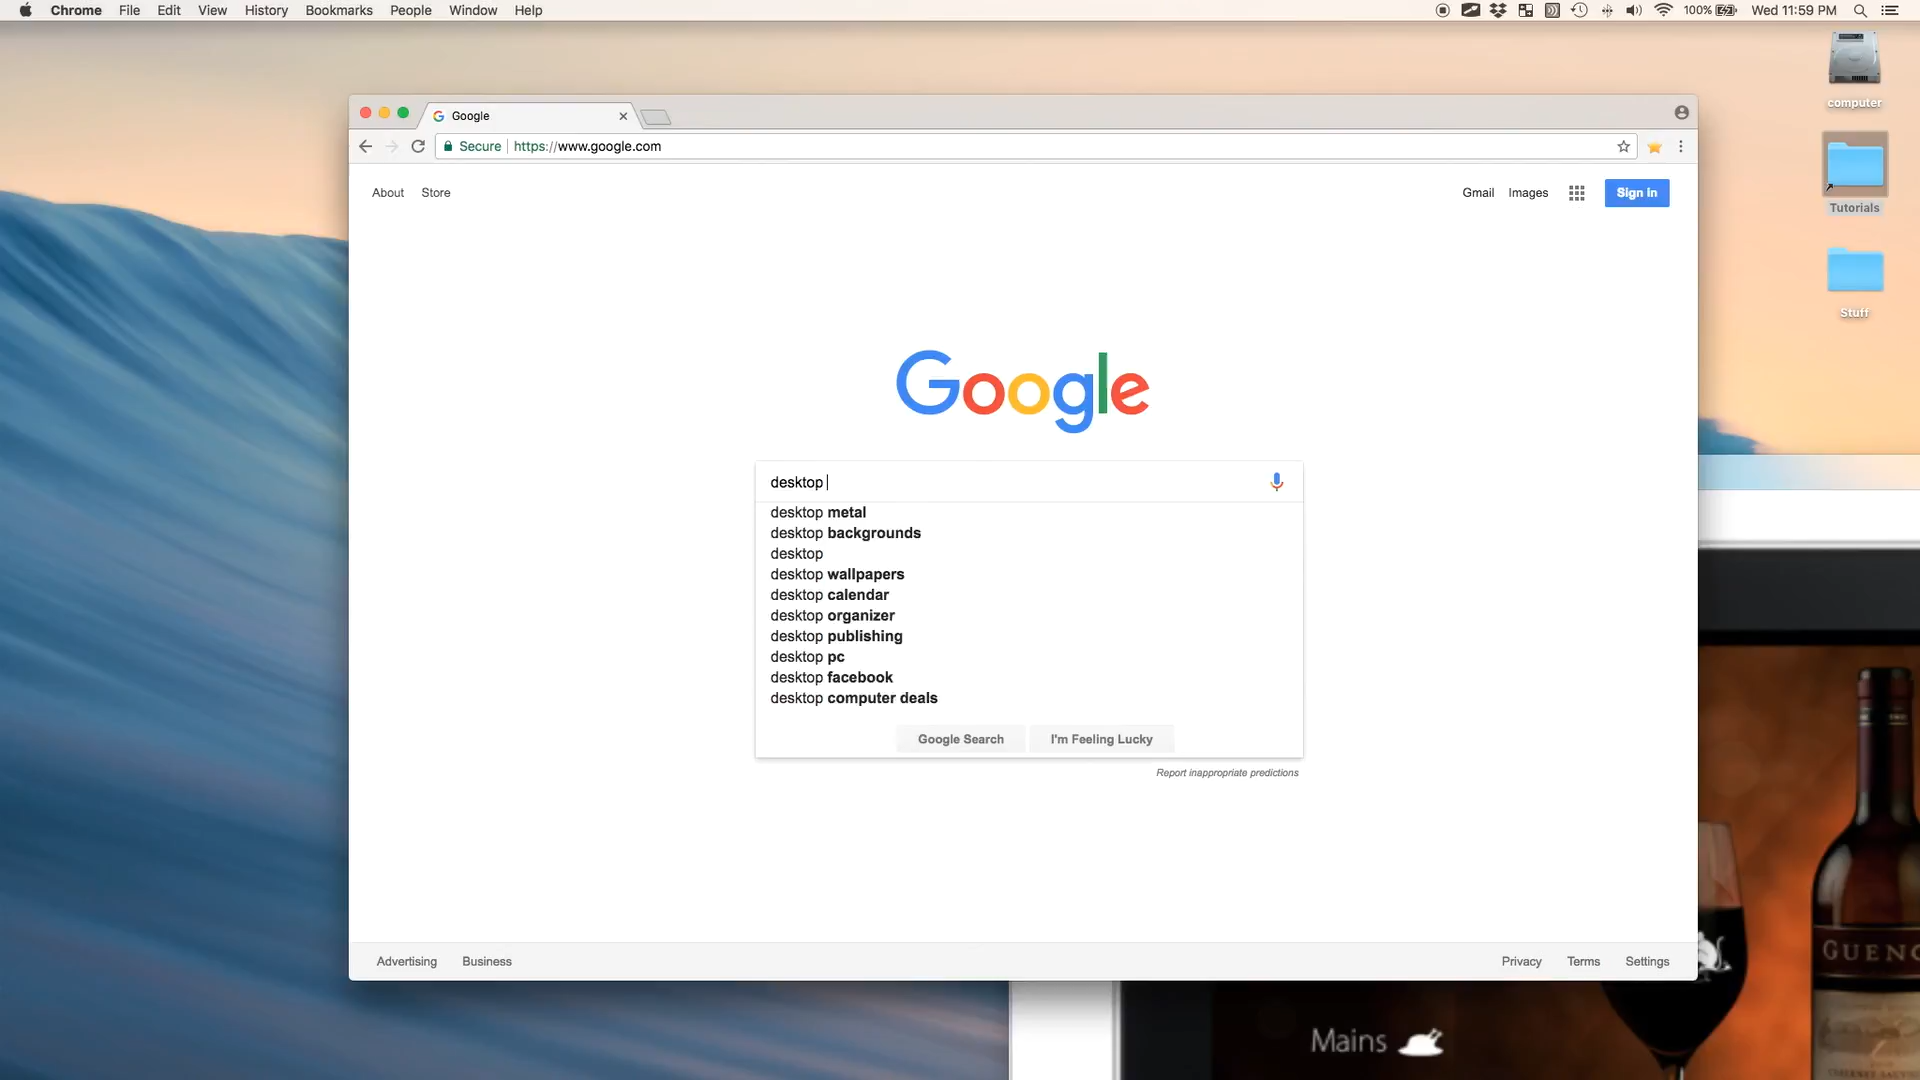 Chrome File Edit View History Bookmarks People Window Help
100% Wed 11:59 PM
computer
Tutorials
Stuff
Google
Secure https://www.google.com
About Store
Gmail Images Sign in
Google
desktop
desktop metal
desktop backgrounds
desktop
desktop wallpapers
desktop calendar
desktop organizer
desktop publishing
desktop pc
desktop facebook
desktop computer deals
Google Search I'm Feeling Lucky
Report inappropriate predictions
Advertising Business
Privacy Terms Settings
Mains